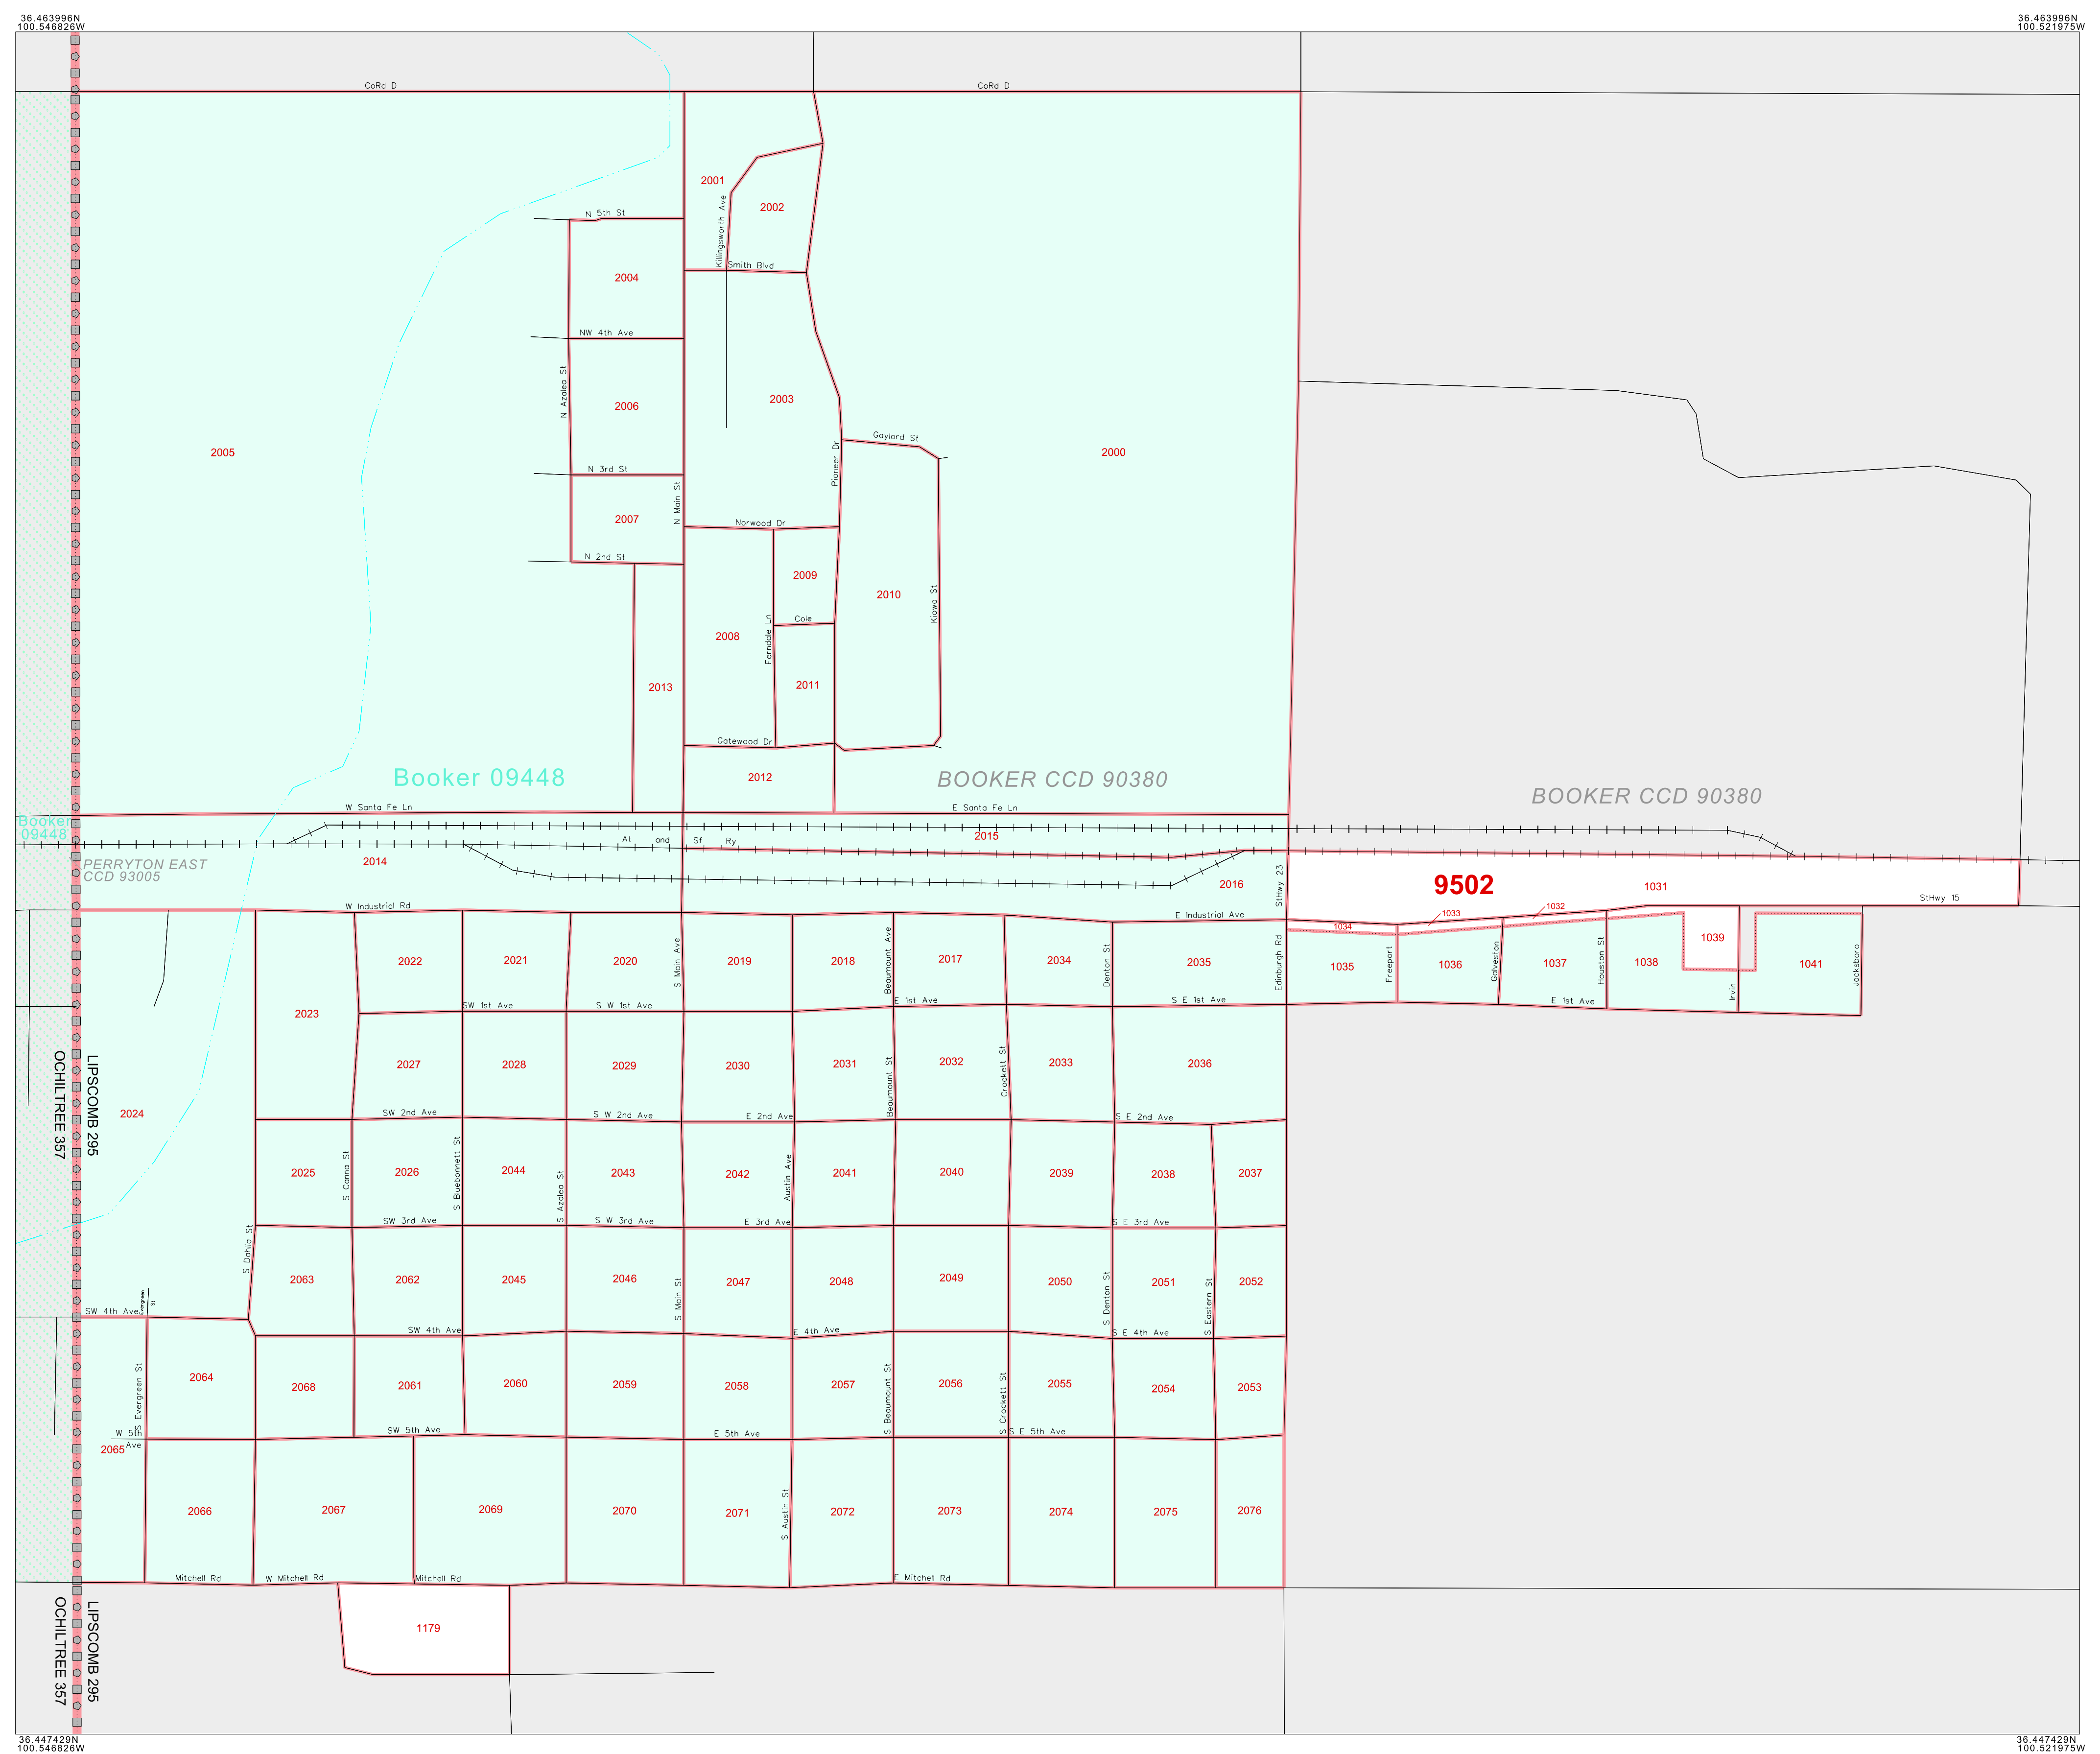 36.463996N
100.546826W
36.463996N
100.521975W
CoRd D
CoRd D
2001
Killingsworth Ave
2002
N 5th St
Smith Blvd
2004
NW 4th Ave
N Azalea St
2006
2003
Gaylord St
Pioneer Dr
2005
2000
N 3rd St
N Main St
2007
Norwood Dr
N 2nd St
2009
2010
Kiowa St
Cole
2008
Ferndale Ln
2013
2011
Gatewood Dr
2012
Booker 09448
BOOKER CCD 90380
BOOKER CCD 90380
W Santa Fe Ln
E Santa Fe Ln
Booker
09448
2015
At and Sf Ry
PERRYTON EAST
CCD 93005
2014
2016
StHwy 23
9502
1031
StHwy 15
W Industrial Rd
E Industrial Ave
1033
1032
1034
1039
2022
2021
2020
S Main Ave
2019
2018
Beaumount Ave
2017
2034
Denton St
2035
Edinburgh Rd
1035
Freeport
1036
Galveston
1037
Houston St
1038
Irvin
1041
Jacksboro
2023
SW 1st Ave
S W 1st Ave
E 1st Ave
S E 1st Ave
E 1st Ave
LIPSCOMB 295
OCHILTREE 357
2024
2027
2028
2029
2030
2031
Beaumount St
2032
Crockett St
2033
2036
SW 2nd Ave
S W 2nd Ave
E 2nd Ave
S E 2nd Ave
2025
S Canna St
2026
S Bluebonnett St
2044
S Azalea St
2043
2042
Austin Ave
2041
2040
2039
2038
2037
SW 3rd Ave
S W 3rd Ave
E 3rd Ave
S E 3rd Ave
S Dahlia St
2063
2062
2045
2046
S Main St
2047
2048
2049
2050
S Denton St
2051
S Eastern St
2052
Evergreen
St
SW 4th Ave
SW 4th Ave
E 4th Ave
S E 4th Ave
S Evergreen St
2064
2068
2061
2060
2059
2058
2057
S Beaumount St
2056
S Crockett St
2055
2054
2053
W 5th
Ave
SW 5th Ave
E 5th Ave
S E 5th Ave
2065
2066
2067
2069
2070
2071
S Austin St
2072
2073
2074
2075
2076
Mitchell Rd
W Mitchell Rd
Mitchell Rd
E Mitchell Rd
LIPSCOMB 295
OCHILTREE 357
1179
36.447429N
100.546826W
36.447429N
100.521975W